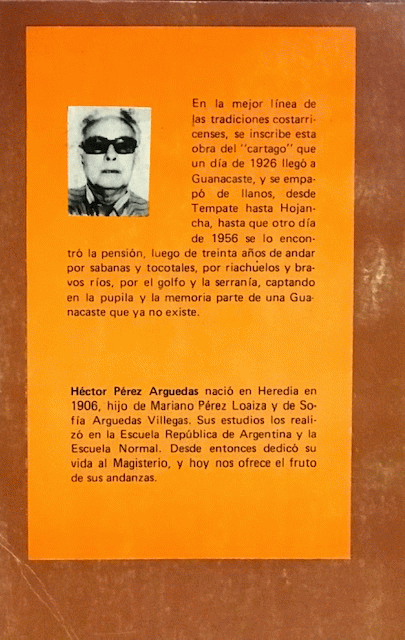 En la mejor línea de
las tradiciones costarri-
censes, se inscribe esta
obra del "cartago" que
un día de 1926 llegó a
Guanacaste, y se empa-
pó de llanos, desde
Tempate hasta Hojan-
cha, hasta que otro día
de 1956 se lo encon-
tró la pensión, luego de treinta años de andar
por sabanas y tocotales, por riachuelos y bra-
vos ríos, por el golfo y la serranía, captando
en la pupila y la memoria parte de una Gua-
nacaste que ya no existe.
Héctor Pérez Arguedas nació en Heredia en
1906, hijo de Mariano Pérez Loaiza y de So-
fía Arguedas Villegas. Sus estudios los reali-
zó en la Escuela República de Argentina y la
Escuela Normal. Desde entonces dedicó su
vida al Magisterio, y hoy nos ofrece el fruto
de sus andanzas.